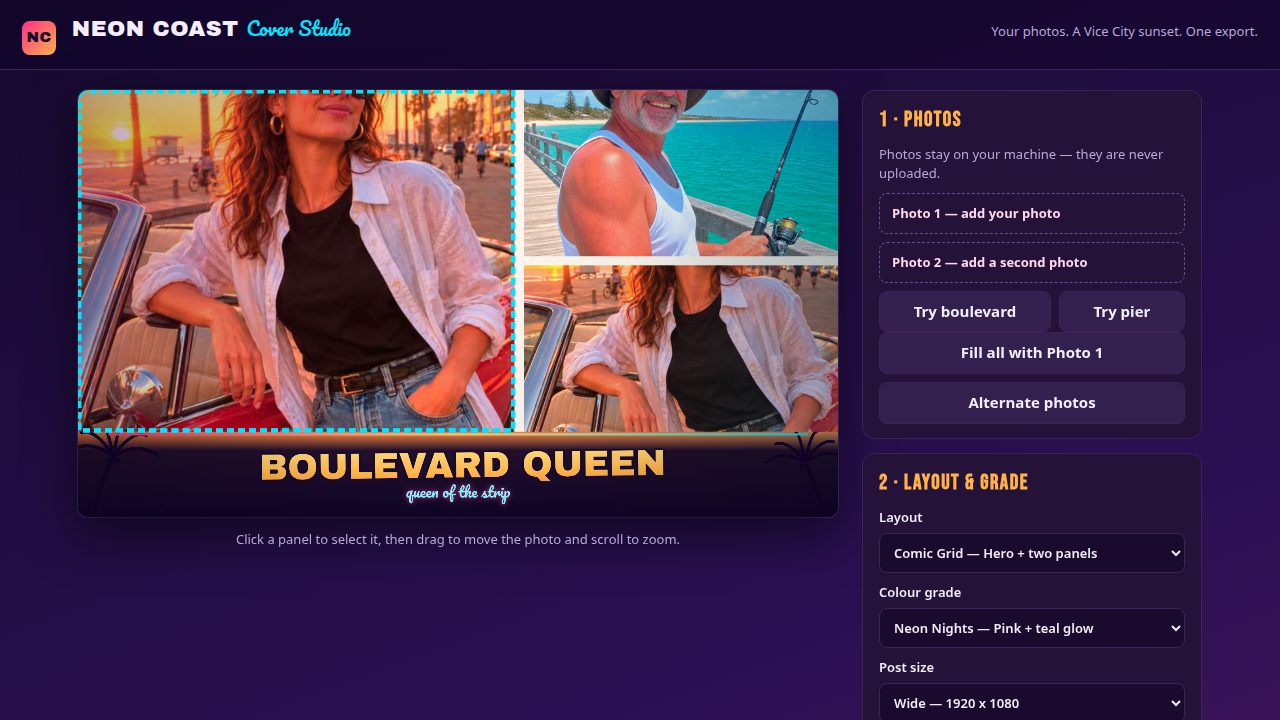 NC
NEON COAST Cover Studio
Your photos. A Vice City sunset. One export.
BOULEVARD QUEEN
queen of the strip
Click a panel to select it, then drag to move the photo and scroll to zoom.
1 · PHOTOS
Photos stay on your machine — they are never
uploaded.
Photo 1 — add your photo
Photo 2 — add a second photo
Try boulevard
Try pier
Fill all with Photo 1
Alternate photos
2 · LAYOUT & GRADE
Layout
Comic Grid — Hero + two panels
Colour grade
Neon Nights — Pink + teal glow
Post size
Wide — 1920 x 1080